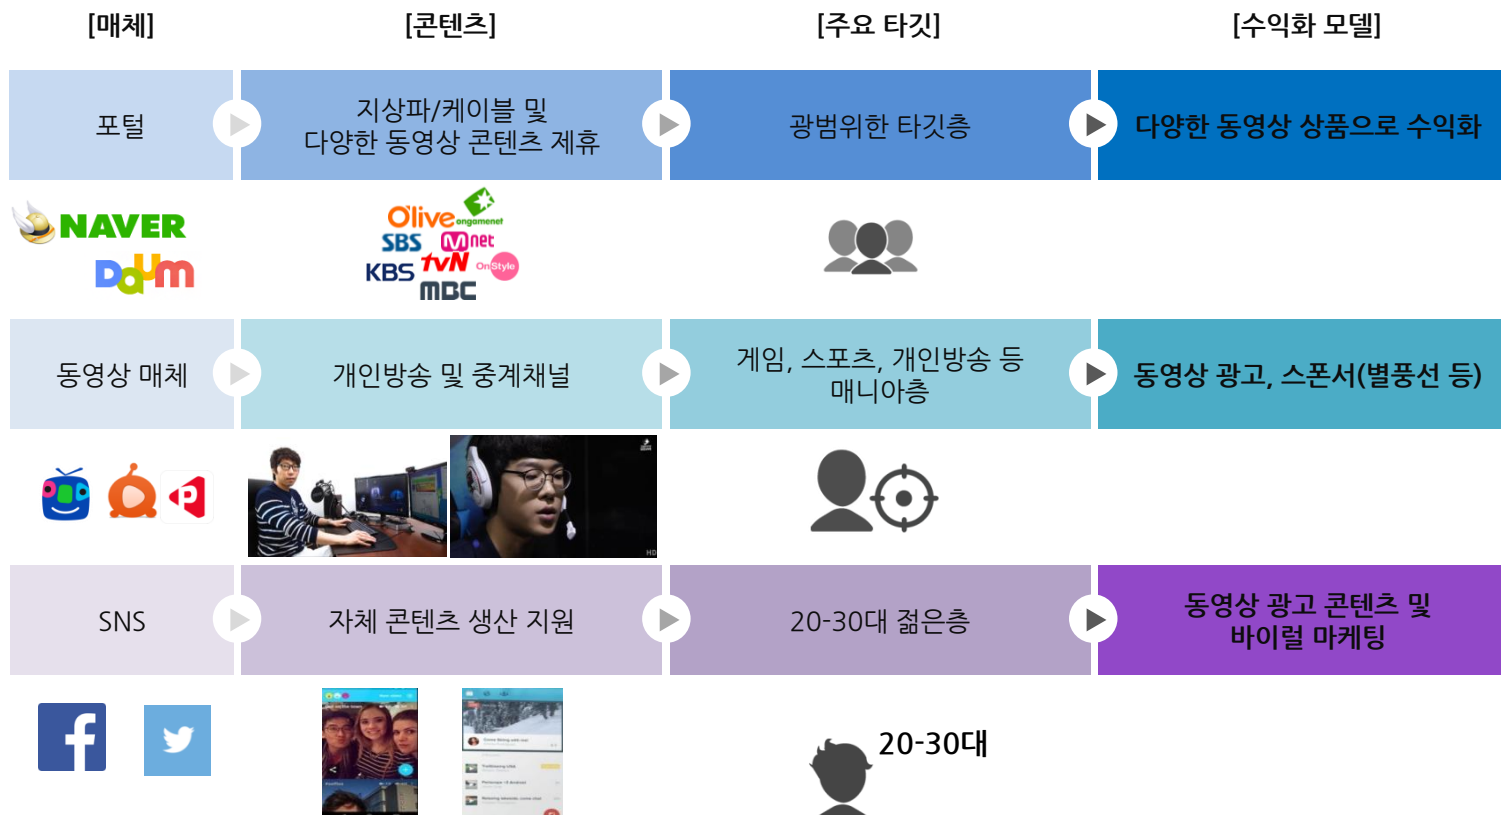 [매체]
[콘텐츠]
[주요 타깃]
[수익화 모델]
포털
지상파/케이블 및
다양한 동영상 콘텐츠 제휴
광범위한 타깃층
다양한 동영상 상품으로 수익화
NAVER
Daum
O'live
ongamenet
SBS
Mnet
KBS
tvN
OnStyle
MBC
동영상 매체
개인방송 및 중계채널
게임, 스포츠, 개인방송 등
매니아층
동영상 광고, 스폰서(별풍선 등)
P
HD
SNS
자체 콘텐츠 생산 지원
20-30대 젊은층
동영상 광고 콘텐츠 및
바이럴 마케팅
f
20-30대